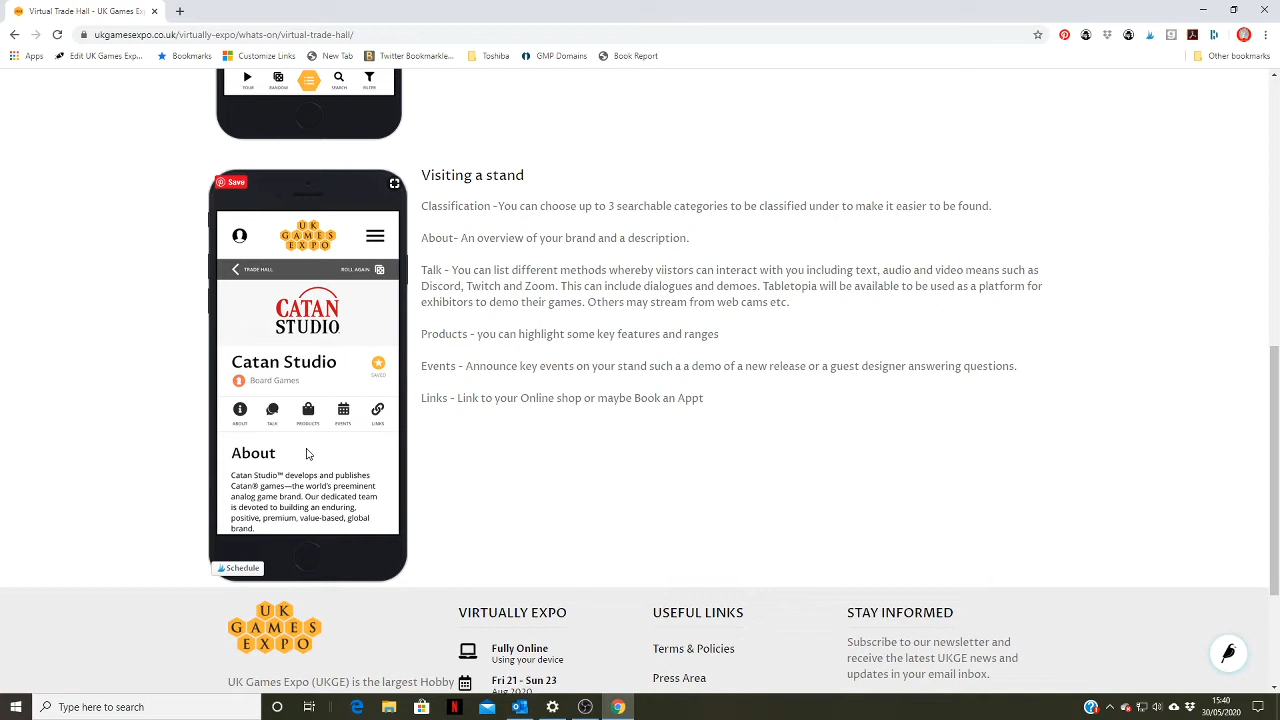 Virtual - UK Games Expo
ukgamesexpo.co.uk/virtually-expo/whats-on/virtual-trade-hall/
Apps
Edit UK Games Exp...
Bookmarks
Customize Links
New Tab
Twitter Bookmarkle...
Toshiba
GMP Domains
Book Report
Other bookmarks
TOUR
RANDOM
SEARCH
FILTER
Save
UK GAMES EXPO
TRADE HALL
ROLL AGAIN
CATAN STUDIO
Catan Studio
SAVED
Board Games
ABOUT
TALK
PRODUCTS
EVENTS
LINKS
About
Catan Studio™ develops and publishes
Catan® games—the world's preeminent
analog game brand. Our dedicated team
is devoted to building an enduring,
positive, premium, value-based, global
brand.
Schedule
Visiting a stand
Classification -You can choose up to 3 searchable categories to be classified under to make it easier to be found.
About- An overview of your brand and a description.
Talk - You can list different methods whereby vistors can interact with you including text, audio and video means such as
Discord, Twitch and Zoom. This can include dialogues and demoes. Tabletopia will be available to be used as a platform for
exhibitors to demo their games. Others may stream from web cams etc.
Products - you can highlight some key features and ranges
Events - Announce key events on your stand such a a demo of a new release or a guest designer answering questions.
Links - Link to your Online shop or maybe Book an Appt
UK
GAMES
EXPO
UK Games Expo (UKGE) is the largest Hobby
VIRTUALLY EXPO
Fully Online
Using your device
Fri 21 - Sun 23
Aug 2020
USEFUL LINKS
Terms & Policies
Press Area
STAY INFORMED
Subscribe to our newsletter and
receive the latest UKGE news and
updates in your email inbox.
Type here to search
15:40
30/05/2020